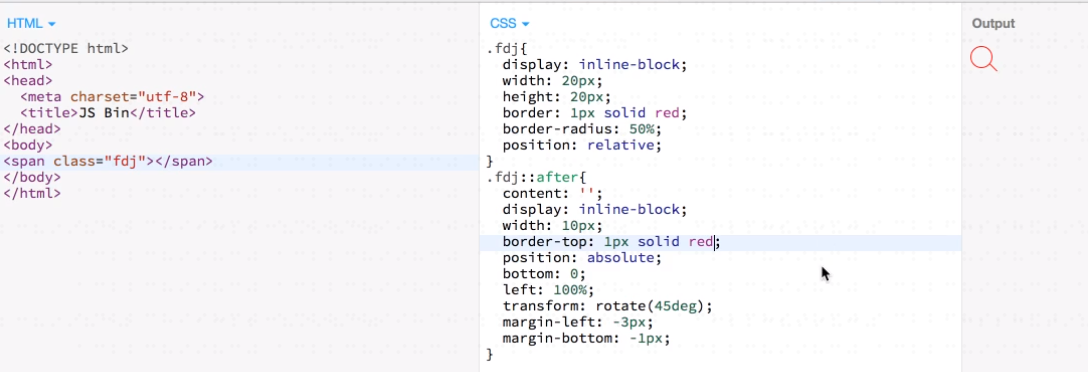 HTML
<!DOCTYPE html>
<html>
<head>
  <meta charset="utf-8">
  <title>JS Bin</title>
</head>
<body>
<span class="fdj"></span>
</body>
</html>
CSS
.fdj{
  display: inline-block;
  width: 20px;
  height: 20px;
  border: 1px solid red;
  border-radius: 50%;
  position: relative;
}
.fdj::after{
  content: '';
  display: inline-block;
  width: 10px;
  border-top: 1px solid red;
  position: absolute;
  bottom: 0;
  left: 100%;
  transform: rotate(45deg);
  margin-left: -3px;
  margin-bottom: -1px;
}
Output